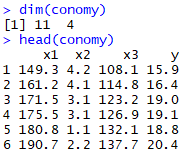 > dim(conomy)
[1] 11  4
> head(conomy)
     x1  x2    x3    y
1 149.3 4.2 108.1 15.9
2 161.2 4.1 114.8 16.4
3 171.5 3.1 123.2 19.0
4 175.5 3.1 126.9 19.1
5 180.8 1.1 132.1 18.8
6 190.7 2.2 137.7 20.4